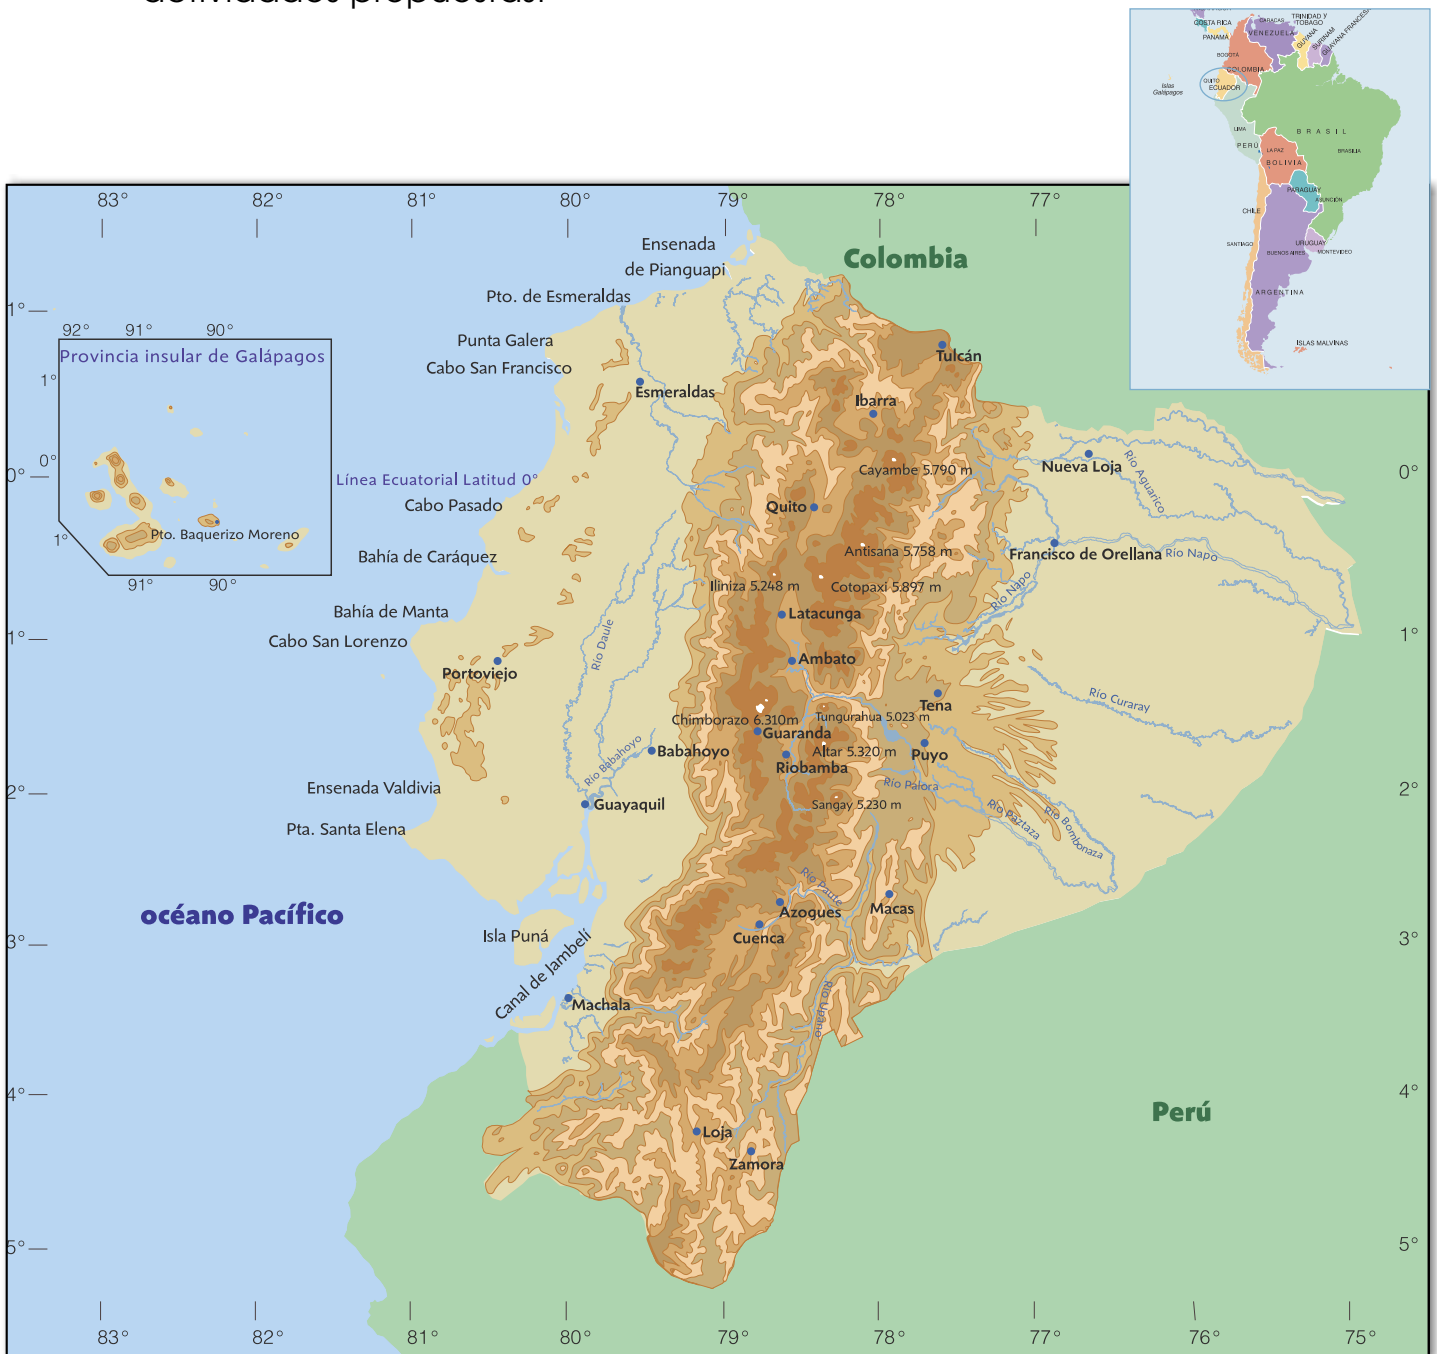 actividades propuestas.
COSTA RICA
PANAMÁ
CARACAS
TRINIDAD y
TOBAGO
VENEZUELA
GUYANA
SURINAM
GUAYANA FRANCESA
BOGOTÁ
COLOMBIA
QUITO
ECUADOR
Islas
Galápagos
LIMA
PERÚ
BRASIL
BRASILIA
LA PAZ
BOLIVIA
PARAGUAY
ASUNCIÓN
CHILE
SANTIAGO
URUGUAY
BUENOS AIRES
MONTEVIDEO
ARGENTINA
ISLAS MALVINAS
83° 82° 81° 80° 79° 78° 77°
Ensenada
de Pianguapi
Colombia
Pto. de Esmeraldas
1°
92° 91° 90°
Provincia insular de Galápagos
1°
0°
1°
Pto. Baquerizo Moreno
91° 90°
Punta Galera
Cabo San Francisco
Esmeraldas
Tulcán
Ibarra
Cayambe 5.790 m
Nueva Loja
Río Aguarico
0°
0°
Línea Ecuatorial Latitud 0°
Cabo Pasado
Quito
Bahía de Caráquez
Antisana 5.758 m
Francisco de Orellana
Río Napo
Iliniza 5.248 m
Cotopaxi 5.897 m
Río Napo
Bahía de Manta
Latacunga
1°
1°
Cabo San Lorenzo
Río Daule
Portoviejo
Ambato
Tena
Río Curaray
Chimborazo 6.310m
Tungurahua 5.023 m
Guaranda
Babahoyo
Río Babahoyo
Altar 5.320 m
Puyo
Riobamba
Ensenada Valdivia
2°
2°
Río Palora
Guayaquil
Sangay 5.230 m
Río Paztaza
Río Bombonaza
Pta. Santa Elena
océano Pacífico
Río Paute
Azogues
Macas
Isla Puná
Cuenca
3°
3°
Canal de Jambelí
Machala
Río Upano
4°
4°
Perú
Loja
Zamora
5°
5°
83° 82° 81° 80° 79° 78° 77° 76° 75°